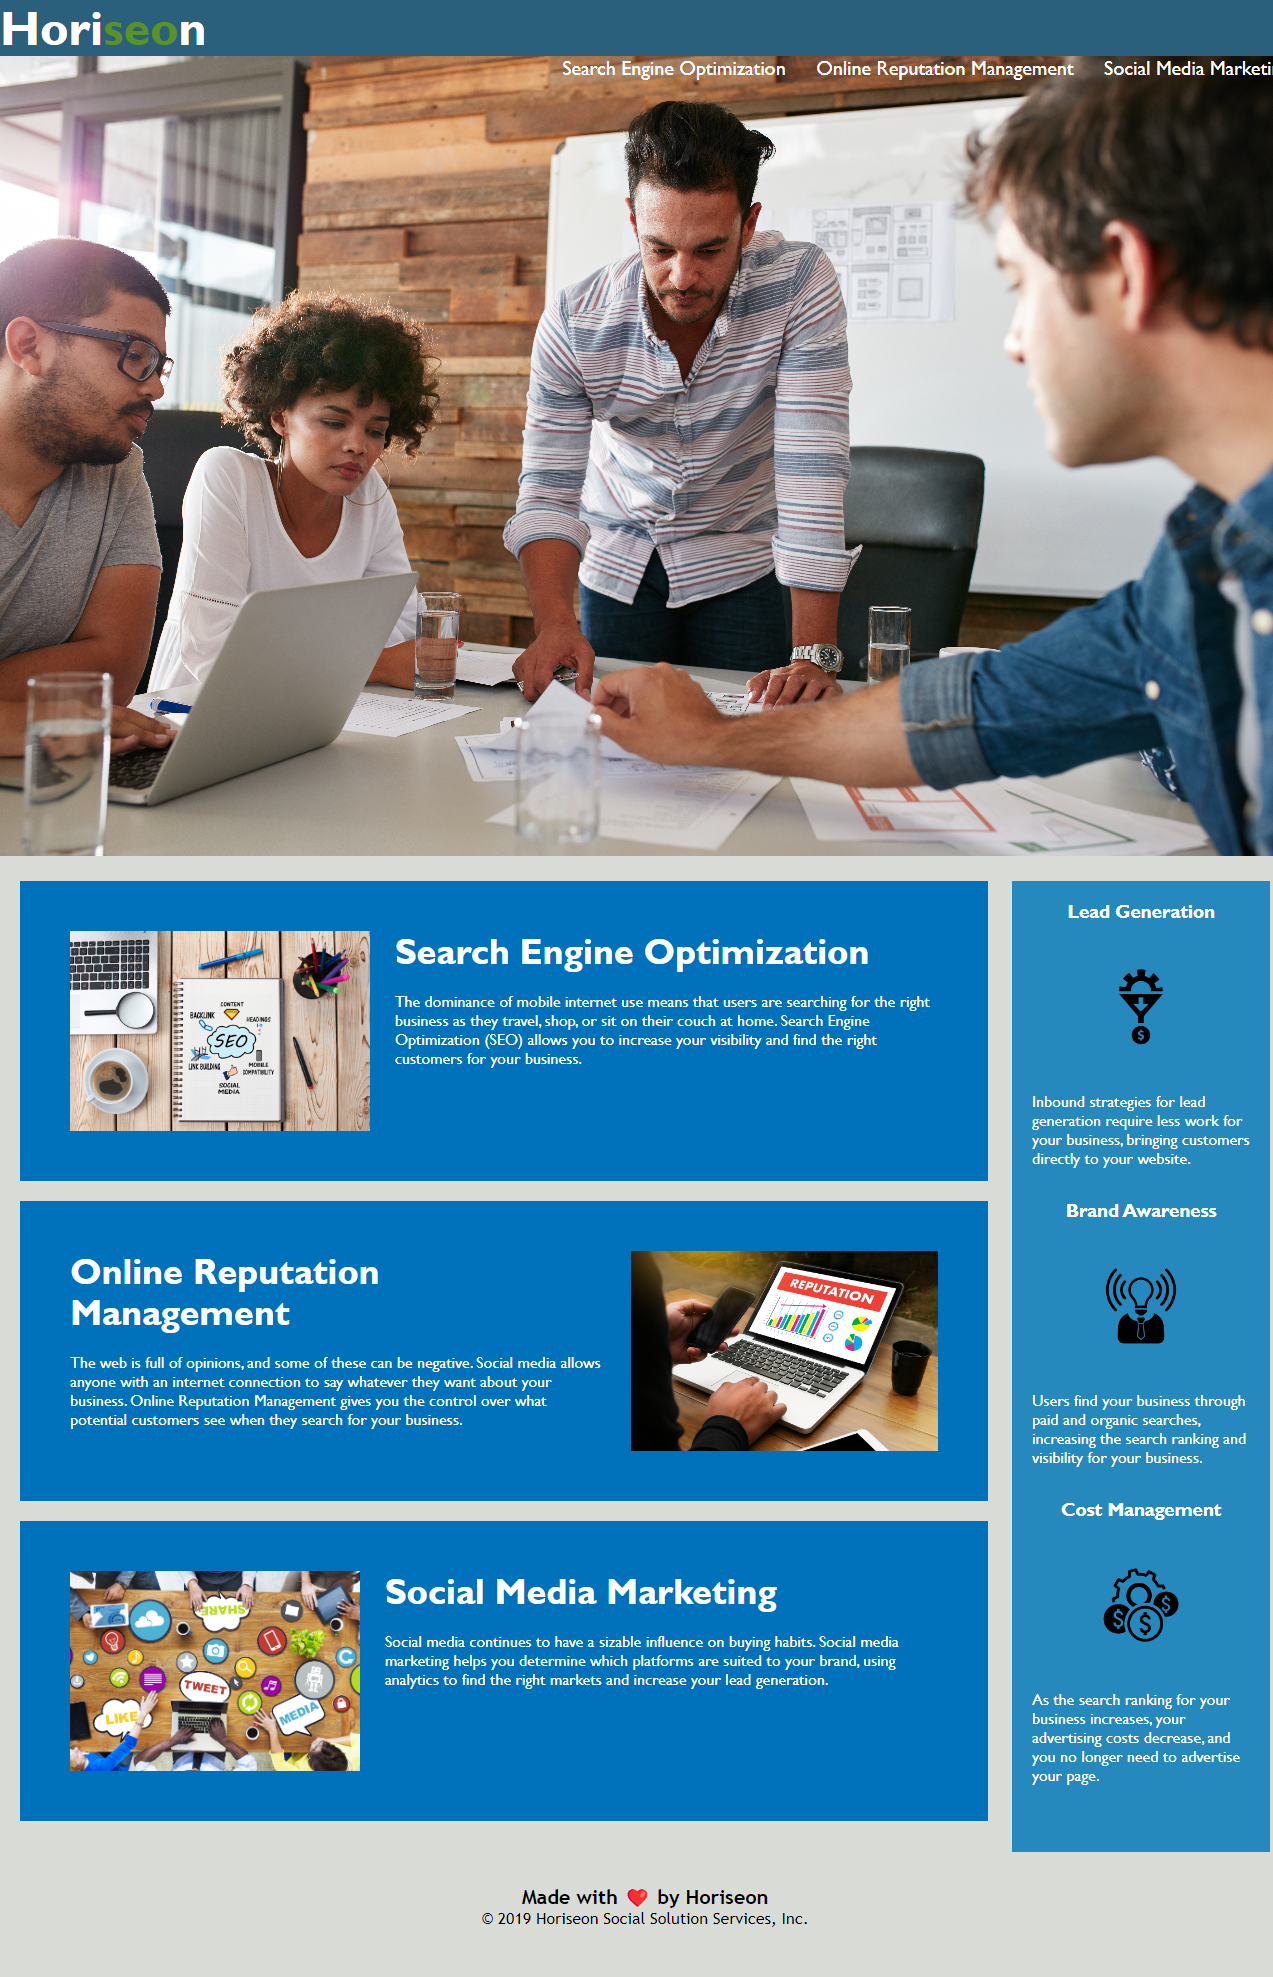 Horiseon
Search Engine Optimization
Online Reputation Management
Social Media Marketi
CONTENT
BACKLINK
HEADINGS
SEO
LINK BUILDING
MOBILE
COMPATIBILITY
SOCIAL
MEDIA
Search Engine Optimization
The dominance of mobile internet use means that users are searching for the right
business as they travel, shop, or sit on their couch at home. Search Engine
Optimization (SEO) allows you to increase your visibility and find the right
customers for your business.
Online Reputation
Management
The web is full of opinions, and some of these can be negative. Social media allows
anyone with an internet connection to say whatever they want about your
business. Online Reputation Management gives you the control over what
potential customers see when they search for your business.
REPUTATION
SHARE
TWEET
LIKE
MEDIA
Social Media Marketing
Social media continues to have a sizable influence on buying habits. Social media
marketing helps you determine which platforms are suited to your brand, using
analytics to find the right markets and increase your lead generation.
Lead Generation
$
Inbound strategies for lead
generation require less work for
your business, bringing customers
directly to your website.
Brand Awareness
Users find your business through
paid and organic searches,
increasing the search ranking and
visibility for your business.
Cost Management
$ $ $
As the search ranking for your
business increases, your
advertising costs decrease, and
you no longer need to advertise
your page.
Made with ❤️ by Horiseon
© 2019 Horiseon Social Solution Services, Inc.